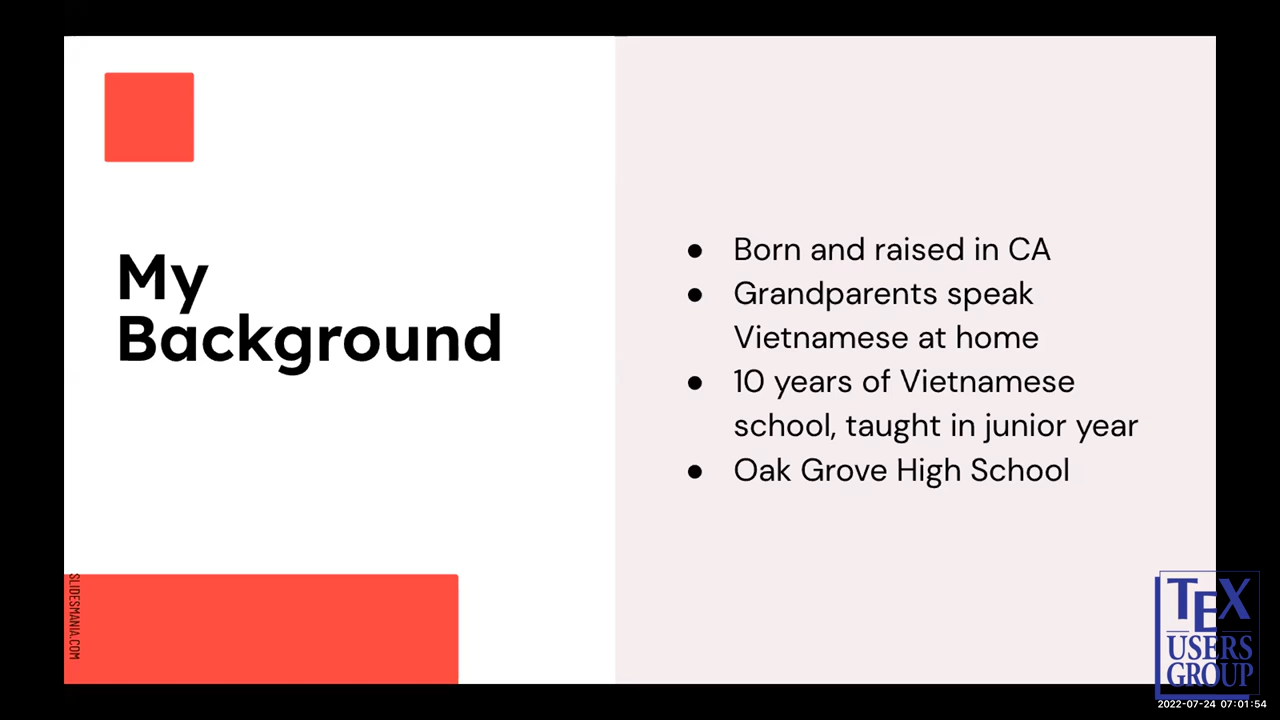 My
Background
● Born and raised in CA
● Grandparents speak
Vietnamese at home
● 10 years of Vietnamese
school, taught in junior year
● Oak Grove High School
SLIDESMANIA.COM
TEX
USERS
GROUP
2022-07-24 07:01:54